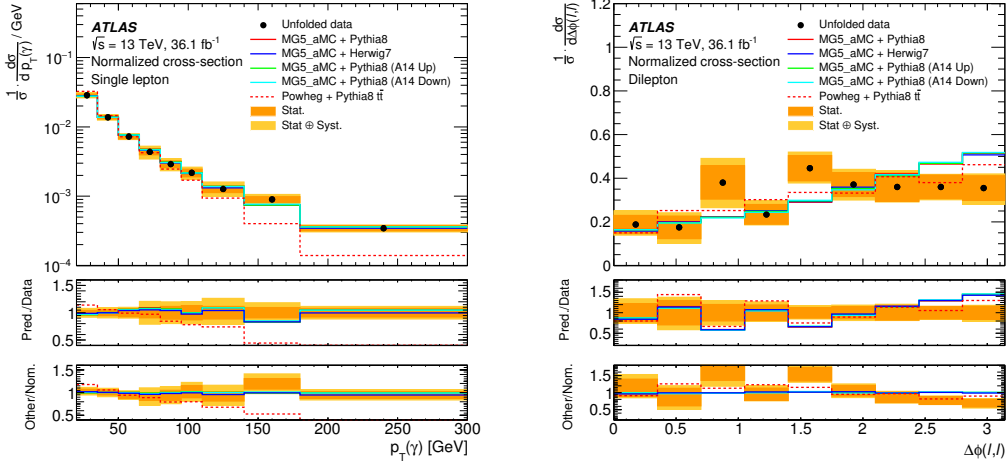 ATLAS
√s = 13 TeV, 36.1 fb⁻¹
Normalized cross-section
Single lepton
Unfolded data
MG5_aMC + Pythia8
MG5_aMC + Herwig7
MG5_aMC + Pythia8 (A14 Up)
MG5_aMC + Pythia8 (A14 Down)
Powheg + Pythia8 tt̄
Stat.
Stat ⊕ Syst.
1/σ · dσ/d p_T(γ) / GeV
10⁻¹
10⁻²
10⁻³
10⁻⁴
Pred./Data
1.5
1
0.5
Other/Nom.
1.5
1
0.5
50 100 150 200 250 300
p_T(γ) [GeV]
ATLAS
√s = 13 TeV, 36.1 fb⁻¹
Normalized cross-section
Dilepton
Unfolded data
MG5_aMC + Pythia8
MG5_aMC + Herwig7
MG5_aMC + Pythia8 (A14 Up)
MG5_aMC + Pythia8 (A14 Down)
Powheg + Pythia8 tt̄
Stat.
Stat ⊕ Syst.
1/σ · dσ/dΔϕ(l,l)
1.2
1
0.8
0.6
0.4
0.2
0
Pred./Data
1.5
1
0.5
Other/Nom.
1.5
1
0.5
0 0.5 1 1.5 2 2.5 3
Δϕ(l,l)